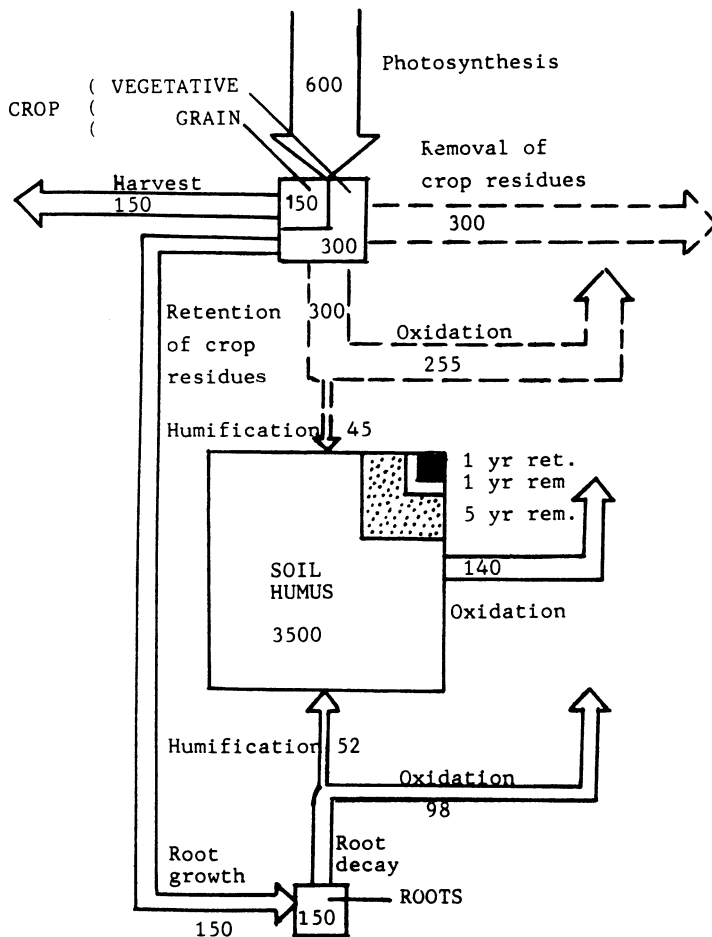 Photosynthesis
600
CROP
( VEGETATIVE
(
( GRAIN
Removal of
crop residues
Harvest
150
150
300
300
300
Retention
of crop
residues
Oxidation
255
Humification 45
1 yr ret.
1 yr rem
5 yr rem.
SOIL
HUMUS
3500
140
Oxidation
Humification 52
Oxidation
98
Root
growth
Root
decay
150
150
ROOTS